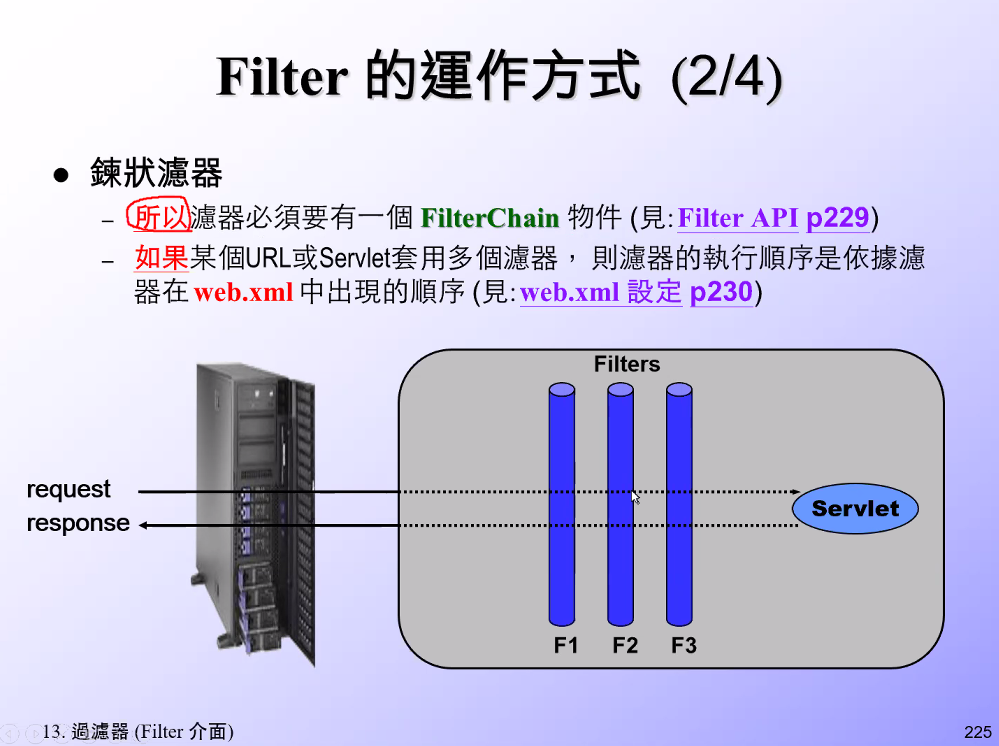 Filter 的運作方式 (2/4)
● 鍊狀濾器
– 所以濾器必須要有一個 FilterChain 物件 (見:Filter API p229)
– 如果某個URL或Servlet套用多個濾器，則濾器的執行順序是依據濾
器在 web.xml 中出現的順序 (見:web.xml 設定 p230)
Filters
request
response
Servlet
F1 F2 F3
13. 過濾器 (Filter 介面)
225